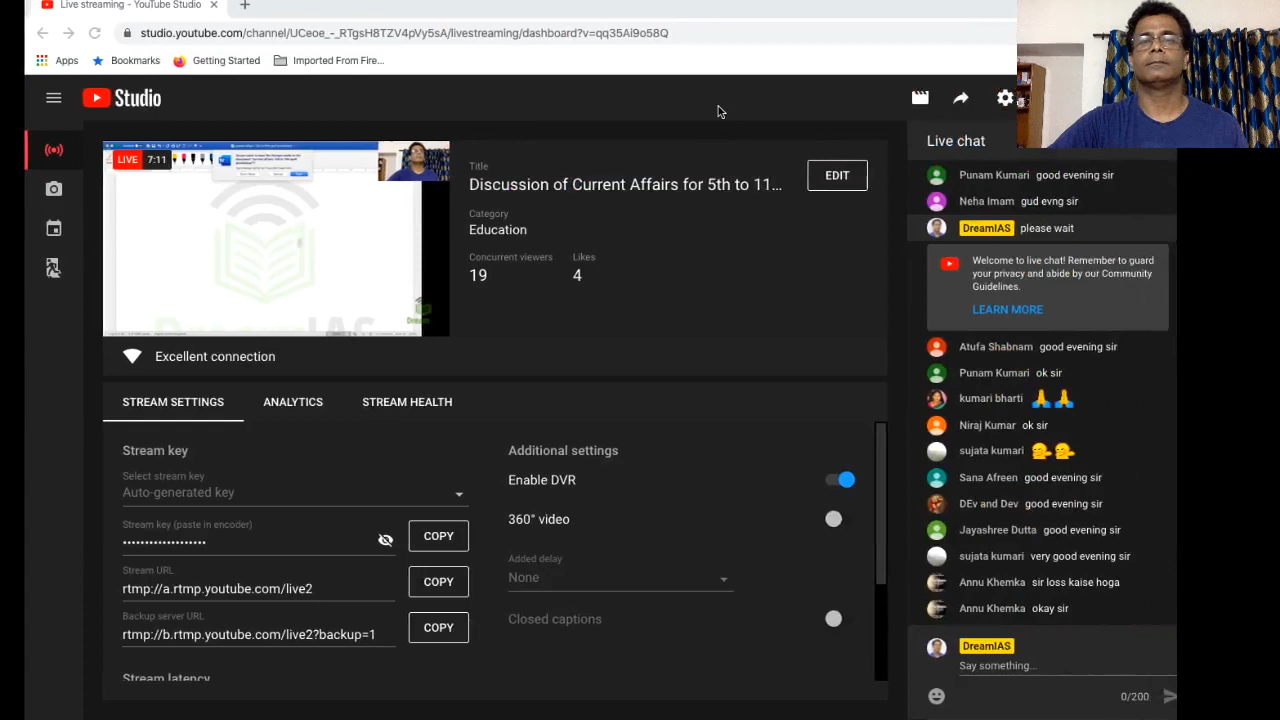 Live streaming - YouTube Studio
studio.youtube.com/channel/UCeoe_-_RTgsH8TZV4pVy5sA/livestreaming/dashboard?v=qq35Ai9o58Q
Apps
Bookmarks
Getting Started
Imported From Fire...
Studio
LIVE 7:11
Title
Discussion of Current Affairs for 5th to 11...
EDIT
Category
Education
Concurrent viewers
19
Likes
4
Excellent connection
STREAM SETTINGS
ANALYTICS
STREAM HEALTH
Stream key
Select stream key
Auto-generated key
Stream key (paste in encoder)
•••••••••••••••••••
COPY
Stream URL
rtmp://a.rtmp.youtube.com/live2
COPY
Backup server URL
rtmp://b.rtmp.youtube.com/live2?backup=1
COPY
Stream latency
Additional settings
Enable DVR
360° video
Added delay
None
Closed captions
Live chat
Punam Kumari good evening sir
Neha Imam gud evng sir
DreamIAS please wait
Welcome to live chat! Remember to guard
your privacy and abide by our Community
Guidelines.
LEARN MORE
Atufa Shabnam good evening sir
Punam Kumari ok sir
kumari bharti 🙏🙏
Niraj Kumar ok sir
sujata kumari
Sana Afreen good evening sir
DEv and Dev good evening sir
Jayashree Dutta good evening sir
sujata kumari very good evening sir
Annu Khemka sir loss kaise hoga
Annu Khemka okay sir
DreamIAS
Say something...
0/200